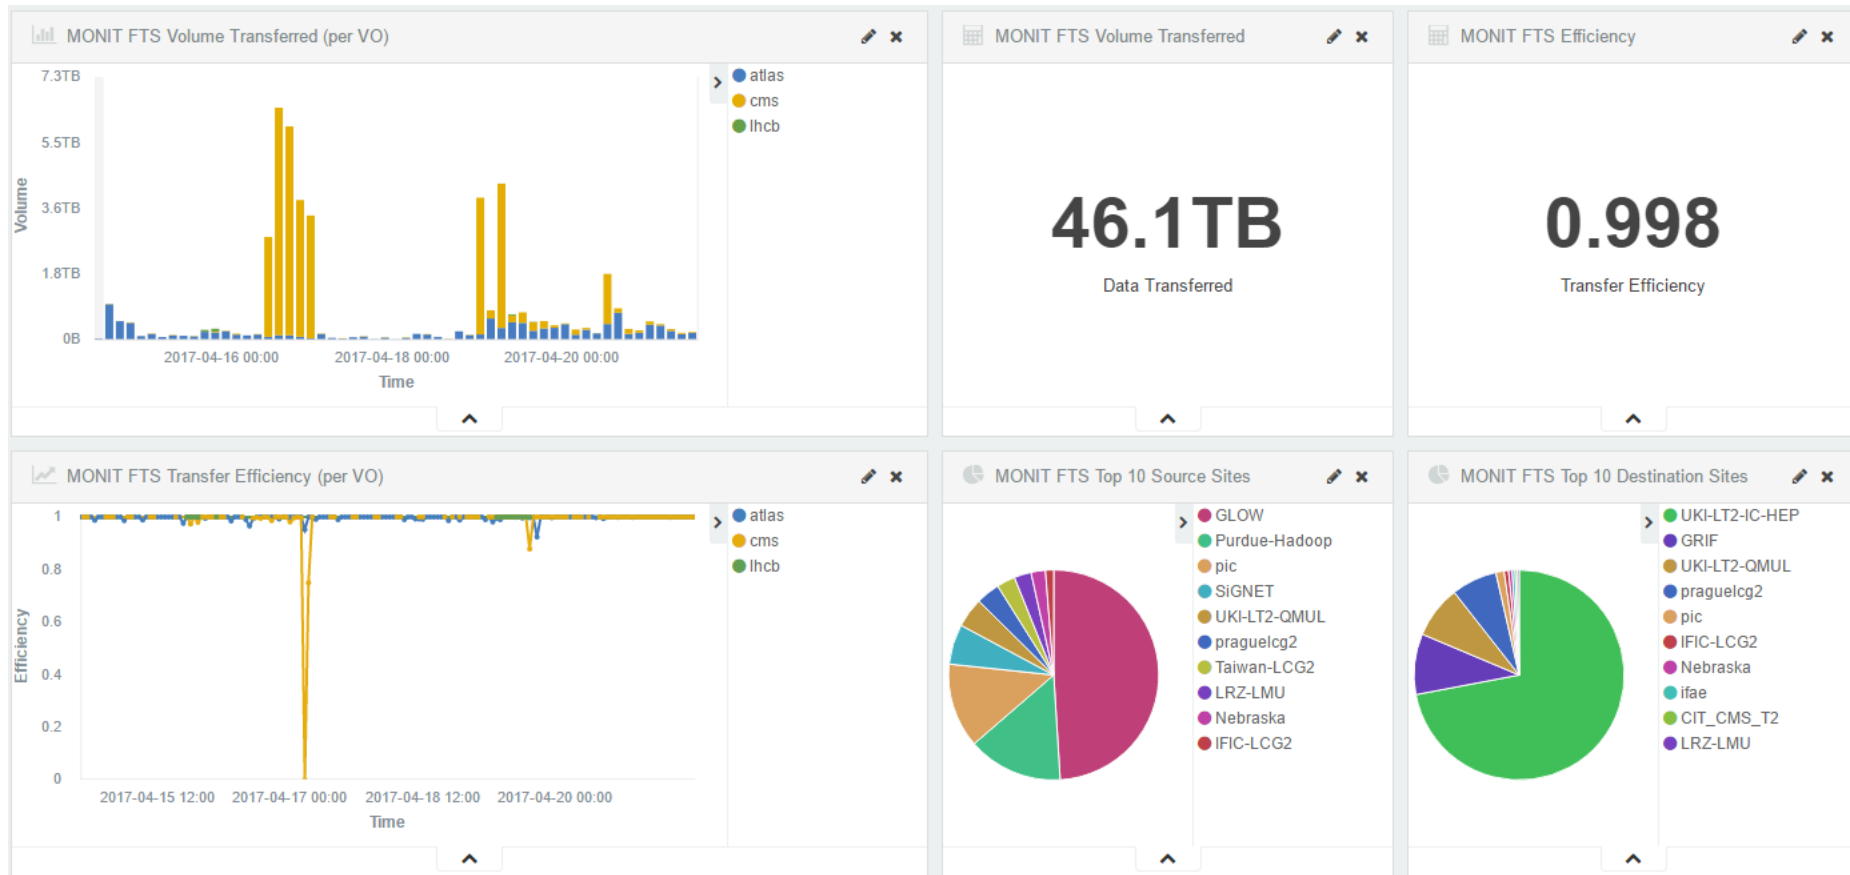 MONIT FTS Volume Transferred (per VO)
7.3TB
5.5TB
3.6TB
1.8TB
0B
Volume
2017-04-16 00:00
2017-04-18 00:00
2017-04-20 00:00
Time
atlas
cms
lhcb
MONIT FTS Volume Transferred
46.1TB
Data Transferred
MONIT FTS Efficiency
0.998
Transfer Efficiency
MONIT FTS Transfer Efficiency (per VO)
1
0.8
0.6
0.4
0.2
0
Efficiency
2017-04-15 12:00
2017-04-17 00:00
2017-04-18 12:00
2017-04-20 00:00
Time
atlas
cms
lhcb
MONIT FTS Top 10 Source Sites
GLOW
Purdue-Hadoop
pic
SiGNET
UKI-LT2-QMUL
praguelcg2
Taiwan-LCG2
LRZ-LMU
Nebraska
IFIC-LCG2
MONIT FTS Top 10 Destination Sites
UKI-LT2-IC-HEP
GRIF
UKI-LT2-QMUL
praguelcg2
pic
IFIC-LCG2
Nebraska
ifae
CIT_CMS_T2
LRZ-LMU